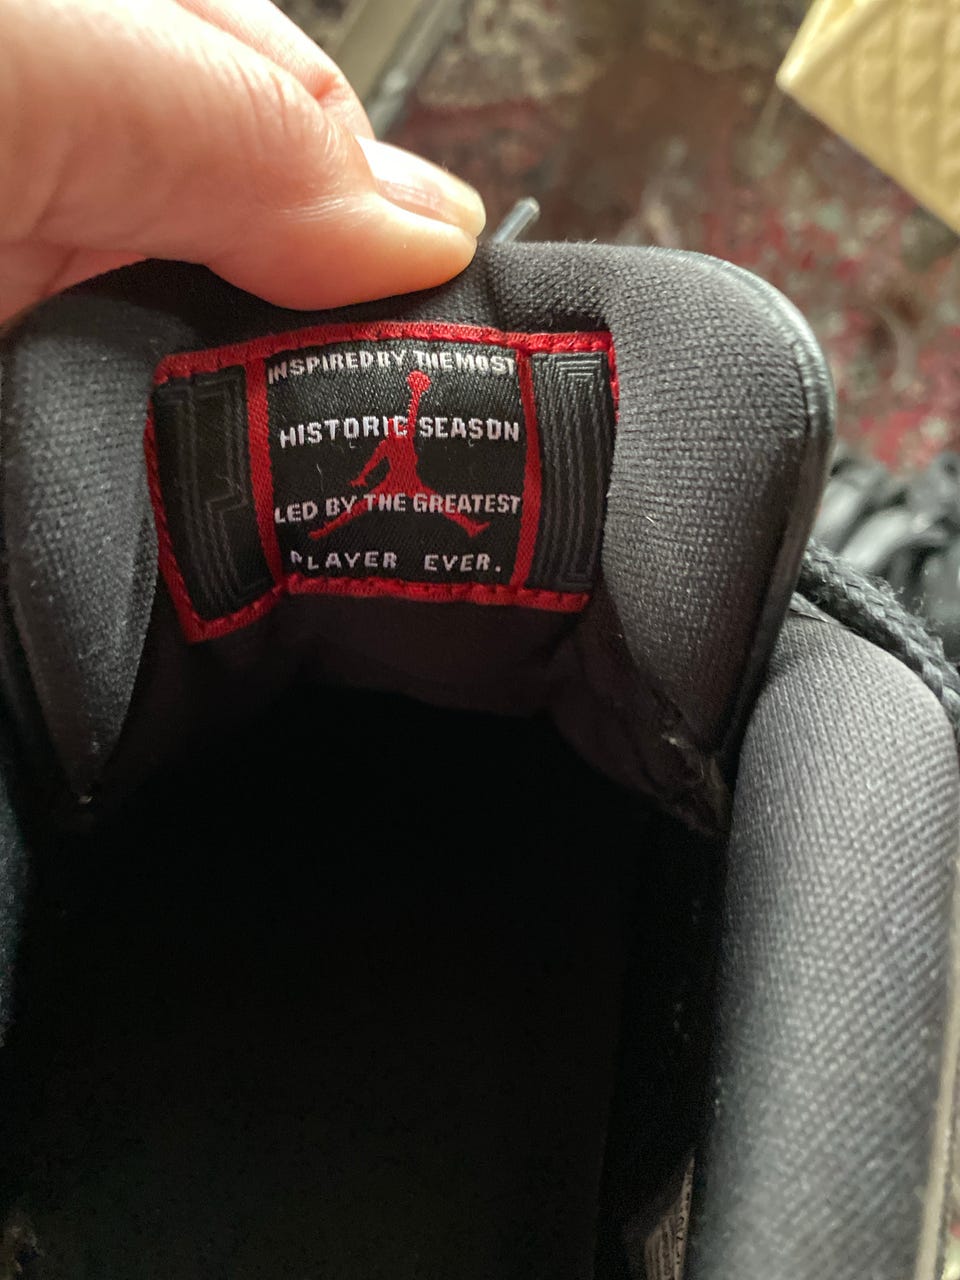 INSPIRED BY THE MOST
HISTORIC SEASON
LED BY THE GREATEST
PLAYER EVER.